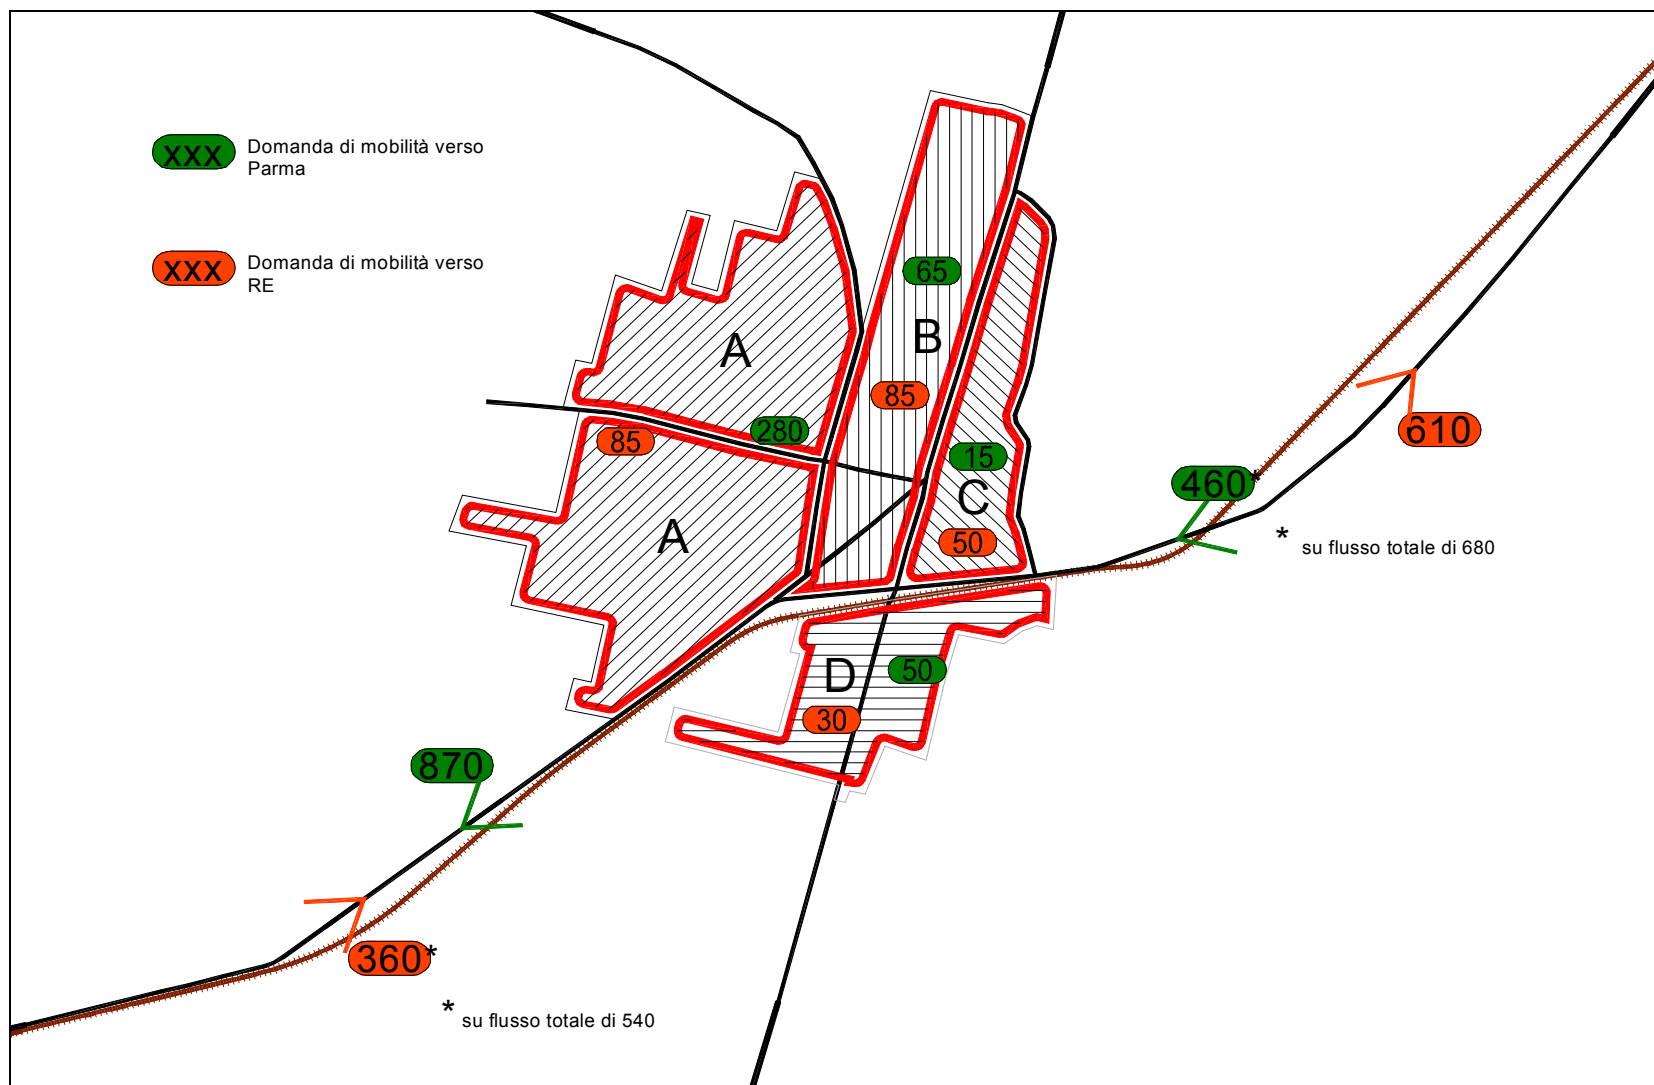 xxx
Domanda di mobilità verso
Parma
xxx
Domanda di mobilità verso
RE
65
A
B
85
280
85
15
C
50
A
610
460*
* su flusso totale di 680
D
50
30
870
360*
* su flusso totale di 540